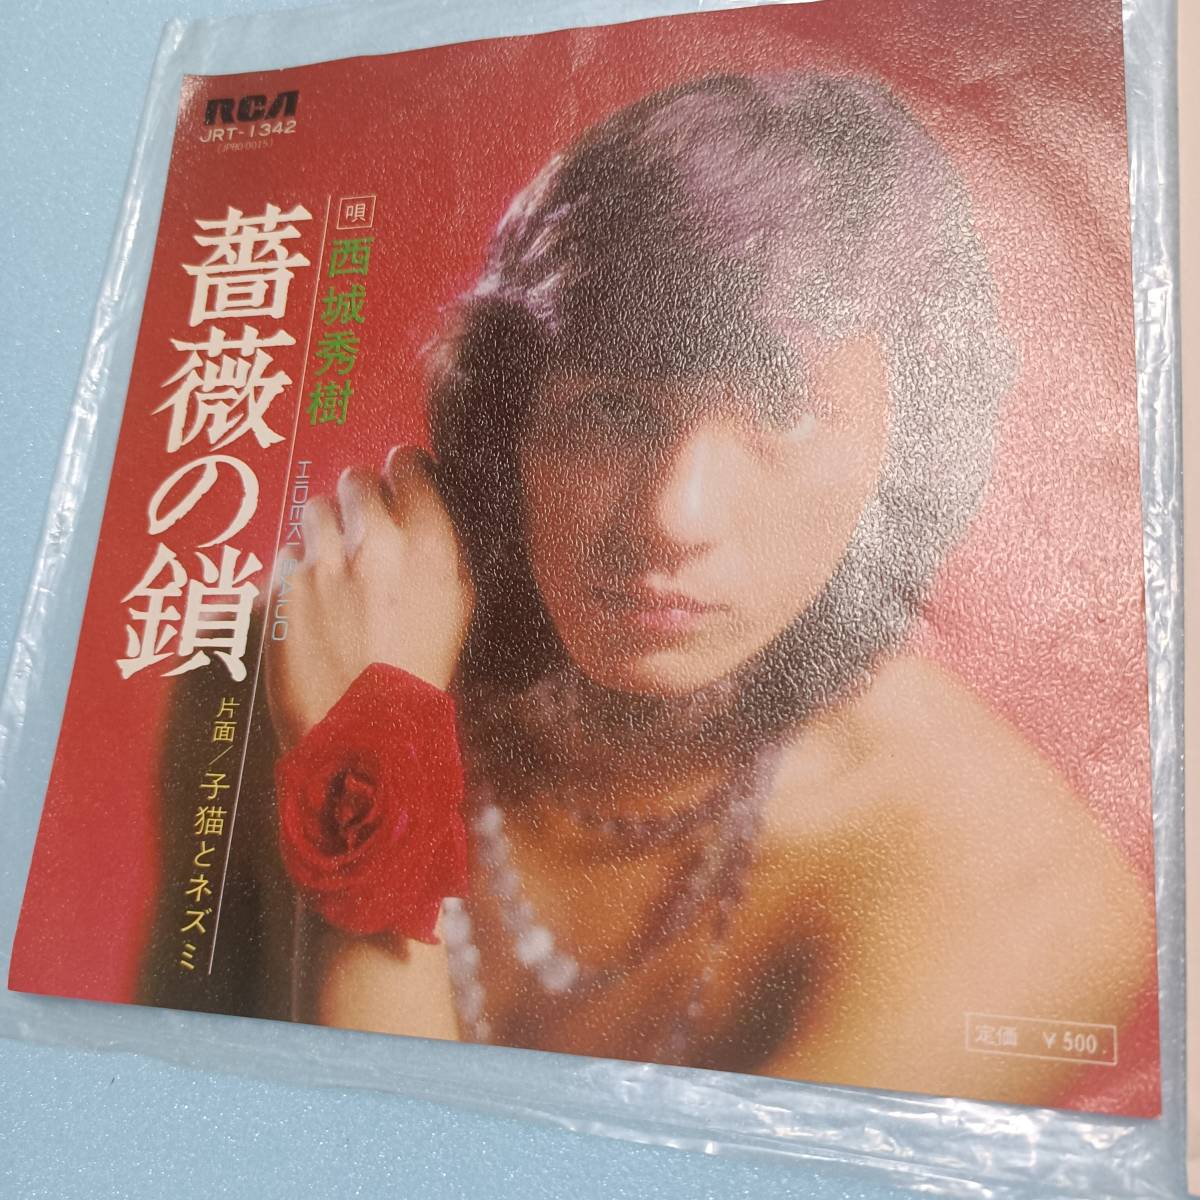 RCA
JRT-1342
(JPB0-0015)
薔薇の鎖
唄 西城秀樹
HIDEKI SAIJO
片面/子猫とネズミ
定価 ¥500.